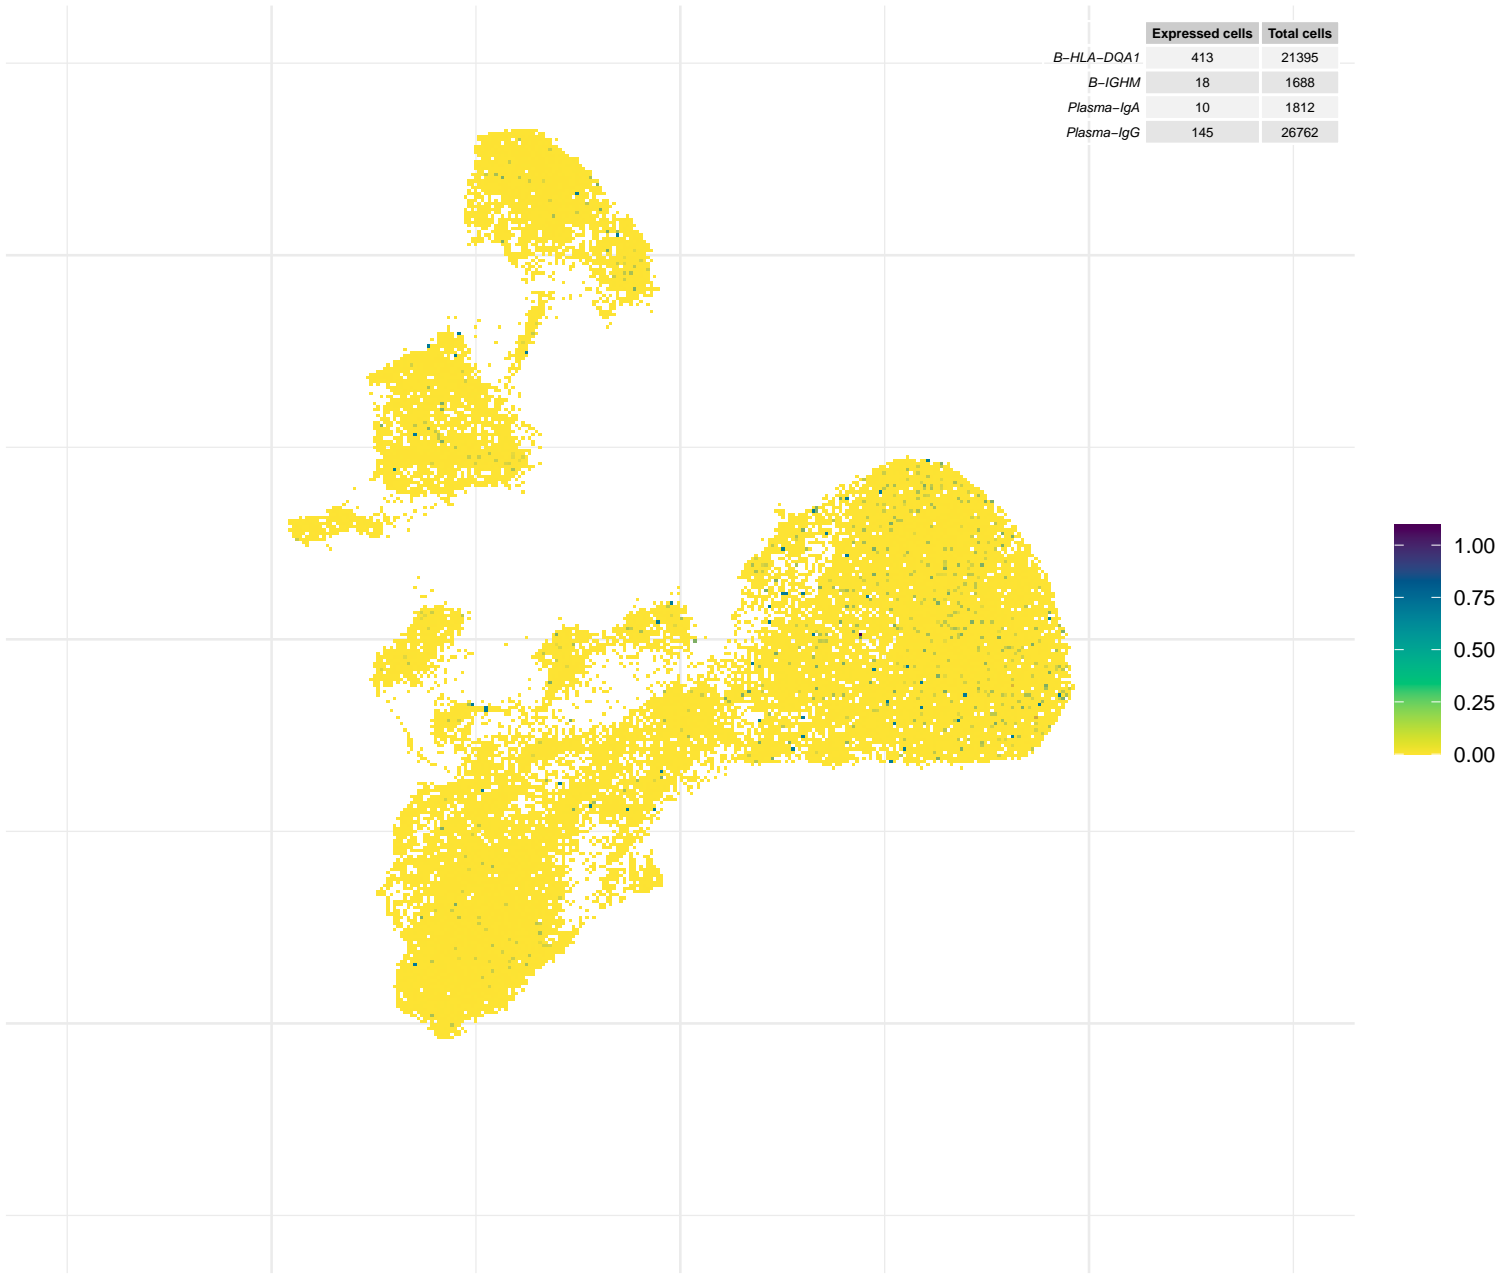 Expressed cells Total cells
B-HLA-DQA1 413 21395
B-IGHM 18 1688
Plasma-IgA 10 1812
Plasma-IgG 145 26762
1.00
0.75
0.50
0.25
0.00